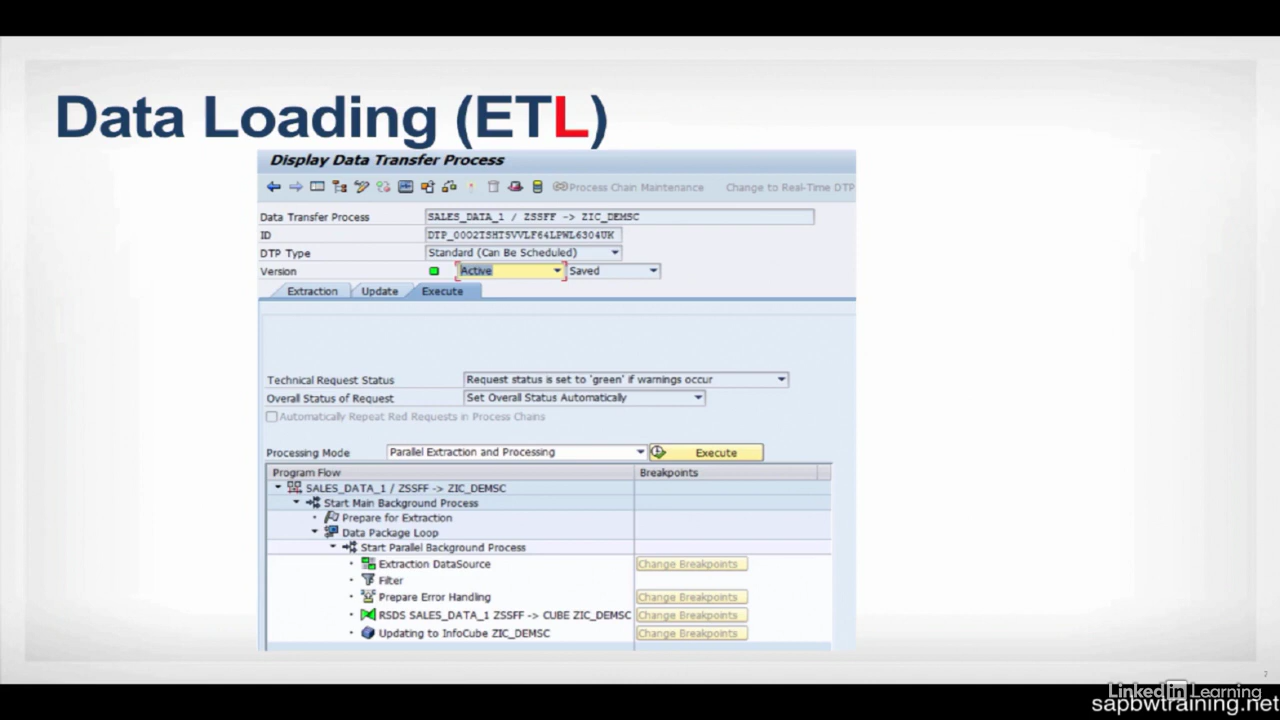 Data Loading (ETL)
Display Data Transfer Process
Process Chain Maintenance Change to Real-Time DTP
Data Transfer Process SALES_DATA_1 / ZSSFF -> ZIC_DEMSC
ID
DTP Type Standard (Can Be Scheduled)
Version Active Saved
Extraction Update Execute
Technical Request Status Request status is set to 'green' if warnings occur
Overall Status of Request Set Overall Status Automatically
Automatically Repeat Red Requests in Process Chains
Processing Mode Parallel Extraction and Processing Execute
Program Flow Breakpoints
SALES_DATA_1 / ZSSFF -> ZIC_DEMSC
Start Main Background Process
Prepare for Extraction
Data Package Loop
Start Parallel Background Process
Extraction DataSource Change Breakpoints
Filter
Prepare Error Handling Change Breakpoints
RSDS SALES_DATA_1 ZSSFF -> CUBE ZIC_DEMSC Change Breakpoints
Updating to InfoCube ZIC_DEMSC Change Breakpoints
2
Linked in Learning
sapbwtraining.net